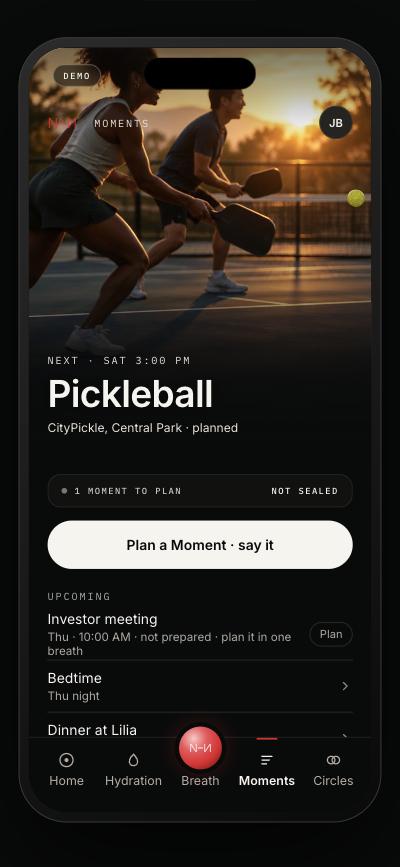 DEMO
N–N MOMENTS
JB
NEXT · SAT 3:00 PM
Pickleball
CityPickle, Central Park · planned
1 MOMENT TO PLAN
NOT SEALED
Plan a Moment · say it
UPCOMING
Investor meeting
Thu · 10:00 AM · not prepared · plan it in one
breath
Plan
Bedtime
Thu night
Dinner at Lilia
N–И
Home
Hydration
Breath
Moments
Circles